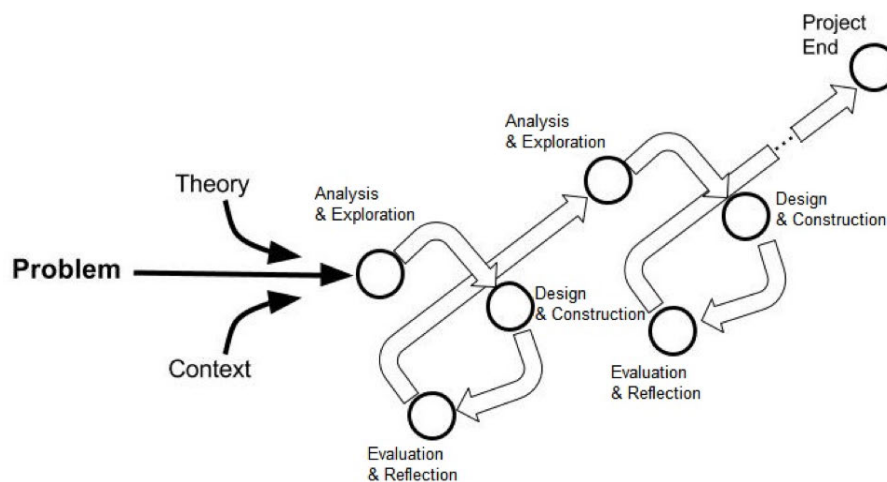 Project
End
Analysis
& Exploration
Theory
Analysis
& Exploration
Design
& Construction
Problem
Design
& Construction
Context
Evaluation
& Reflection
Evaluation
& Reflection